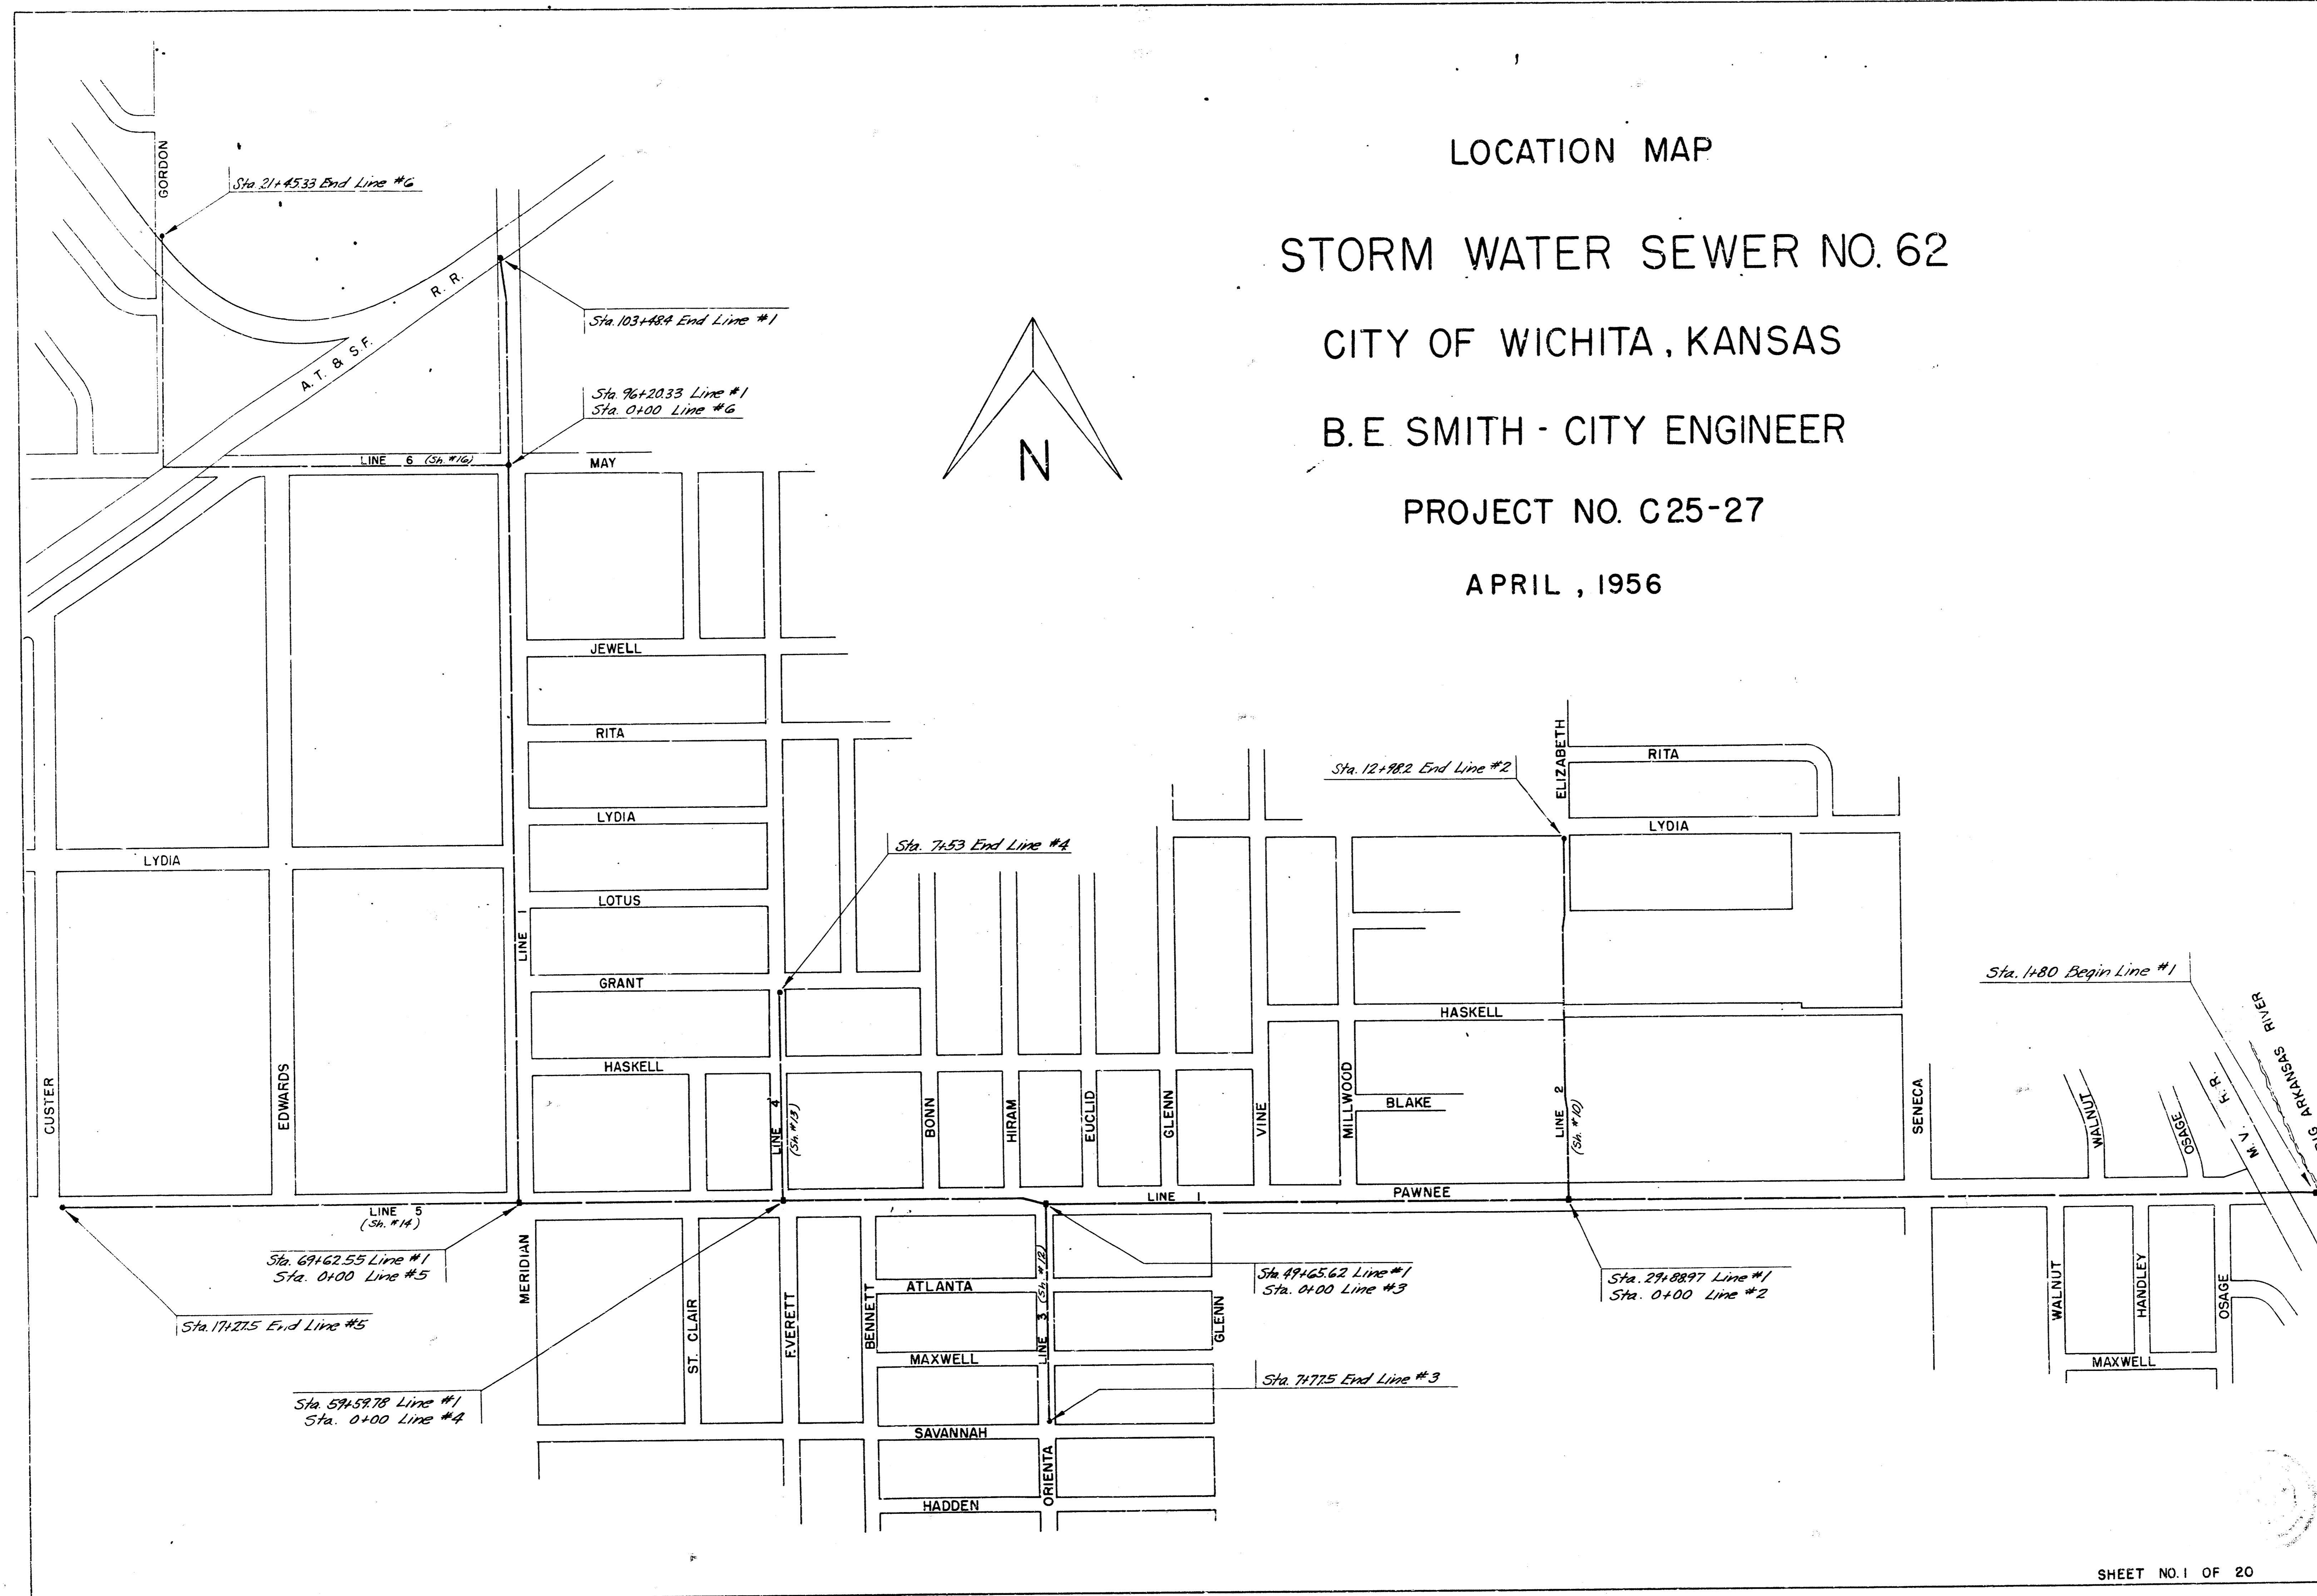 LOCATION MAP
STORM WATER SEWER NO. 62
CITY OF WICHITA, KANSAS
B. E. SMITH - CITY ENGINEER
PROJECT NO. C25-27
APRIL, 1956
N
GORDON
Sta 21+45.33 End Line #6
A.T. & S.F. R. R.
Sta. 103+48.4 End Line #1
Sta. 96+20.33 Line #1
Sta. 0+00 Line #6
LINE 6 (Sh. #16)
MAY
JEWELL
RITA
LYDIA
LYDIA
LOTUS
LINE 1
GRANT
HASKELL
Sta. 7+53 End Line #4
Sta. 12+98.2 End Line #2
ELIZABETH
RITA
LYDIA
Sta. 1+80 Begin Line #1
BIG ARKANSAS RIVER
M. V. R. R.
HASKELL
BLAKE
CUSTER
EDWARDS
LINE 4
(Sh. #13)
BONN
HIRAM
EUCLID
GLENN
VINE
MILLWOOD
LINE 2
(Sh. #10)
SENECA
WALNUT
OSAGE
LINE 5
(Sh. #14)
LINE 1
PAWNEE
Sta. 69+62.55 Line #1
Sta. 0+00 Line #5
Sta. 17+27.5 End Line #5
Sta. 59+59.78 Line #1
Sta. 0+00 Line #4
MERIDIAN
ST. CLAIR
EVERETT
BENNETT
ATLANTA
MAXWELL
SAVANNAH
HADDEN
LINE 3 (Sh. #12)
ORIENTA
GLENN
Sta. 49+65.62 Line #1
Sta. 0+00 Line #3
Sta. 7+77.5 End Line #3
Sta. 29+88.97 Line #1
Sta. 0+00 Line #2
WALNUT
HANDLEY
OSAGE
MAXWELL
SHEET NO. 1 OF 20